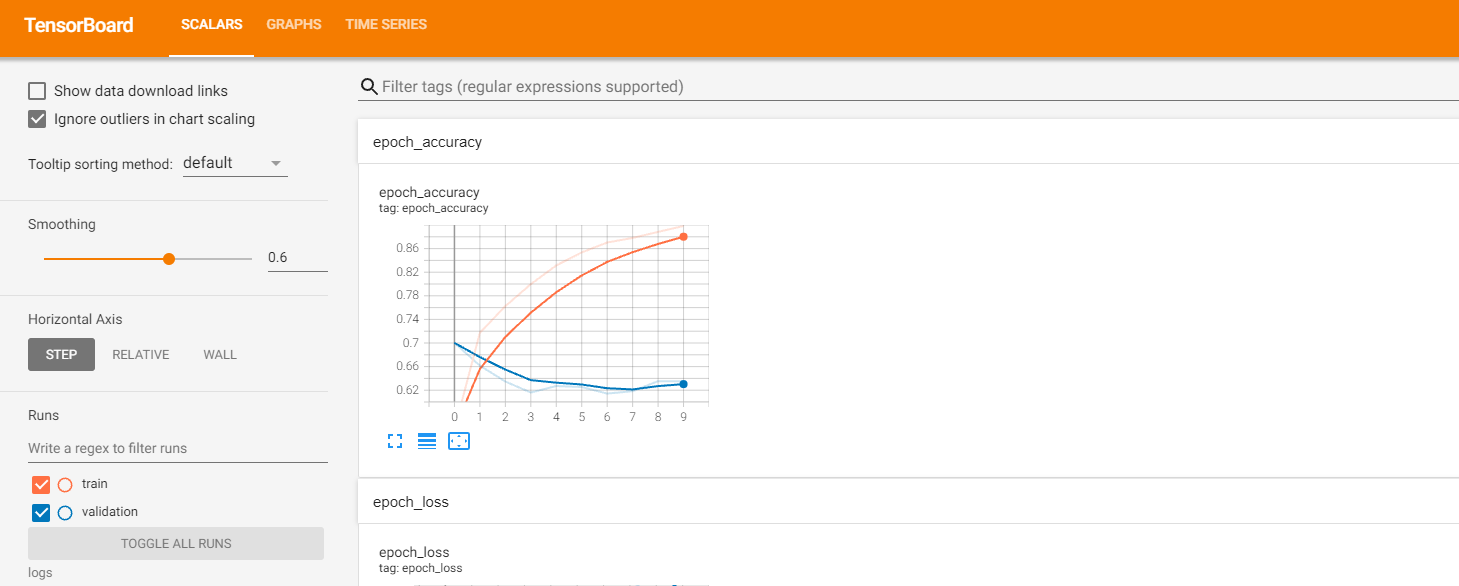 TensorBoard
SCALARS GRAPHS TIME SERIES
Show data download links
Ignore outliers in chart scaling
Tooltip sorting method: default
Smoothing
0.6
Horizontal Axis
STEP RELATIVE WALL
Runs
Write a regex to filter runs
train
validation
TOGGLE ALL RUNS
logs
Filter tags (regular expressions supported)
epoch_accuracy
epoch_accuracy
tag: epoch_accuracy
0.86
0.82
0.78
0.74
0.7
0.66
0.62
0 1 2 3 4 5 6 7 8 9
epoch_loss
epoch_loss
tag: epoch_loss